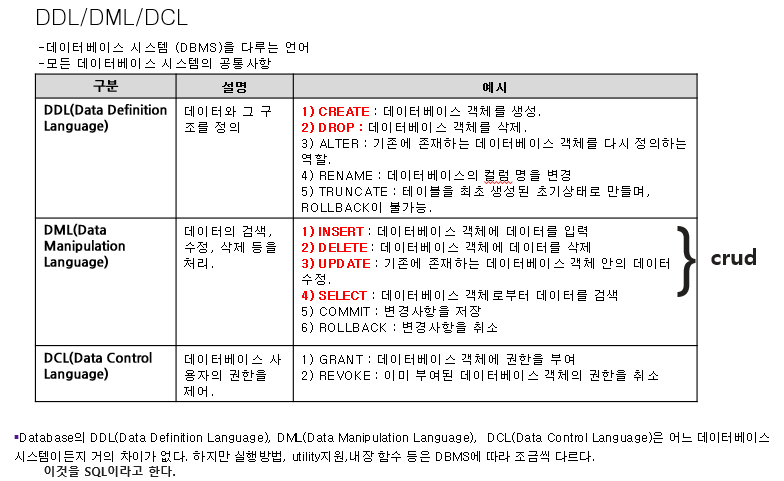 DDL/DML/DCL
-데이터베이스 시스템 (DBMS)을 다루는 언어
-모든 데이터베이스 시스템의 공통사항
구분 설명 예시
DDL(Data Definition
Language)
데이터와 그 구
조를 정의
1) CREATE : 데이터베이스 객체를 생성.
2) DROP : 데이터베이스 객체를 삭제.
3) ALTER : 기존에 존재하는 데이터베이스 객체를 다시 정의하는
역할.
4) RENAME : 데이터베이스의 컬럼 명을 변경
5) TRUNCATE : 테이블을 최초 생성된 초기상태로 만들며,
ROLLBACK이 불가능.
DML(Data
Manipulation
Language)
데이터의 검색,
수정, 삭제 등을
처리.
1) INSERT : 데이터베이스 객체에 데이터를 입력
2) DELETE : 데이터베이스 객체에 데이터를 삭제
3) UPDATE : 기존에 존재하는 데이터베이스 객체 안의 데이터
수정.
4) SELECT : 데이터베이스 객체로부터 데이터를 검색
5) COMMIT : 변경사항을 저장
6) ROLLBACK : 변경사항을 취소
} crud
DCL(Data Control
Language)
데이터베이스 사
용자의 권한을
제어.
1) GRANT : 데이터베이스 객체에 권한을 부여
2) REVOKE : 이미 부여된 데이터베이스 객체의 권한을 취소
▪Database의 DDL(Data Definition Language), DML(Data Manipulation Language), DCL(Data Control Language)은 어느 데이터베이스
시스템이든지 거의 차이가 없다. 하지만 실행방법, utility지원,내장 함수 등은 DBMS에 따라 조금씩 다르다.
이것을 SQL이라고 한다.